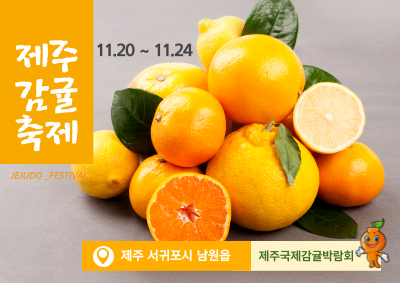 제주
감귤
축제
11.20 ~ 11.24
JEJUDO _ FESTIVAL
제주 서귀포시 남원읍
제주국제감귤박람회